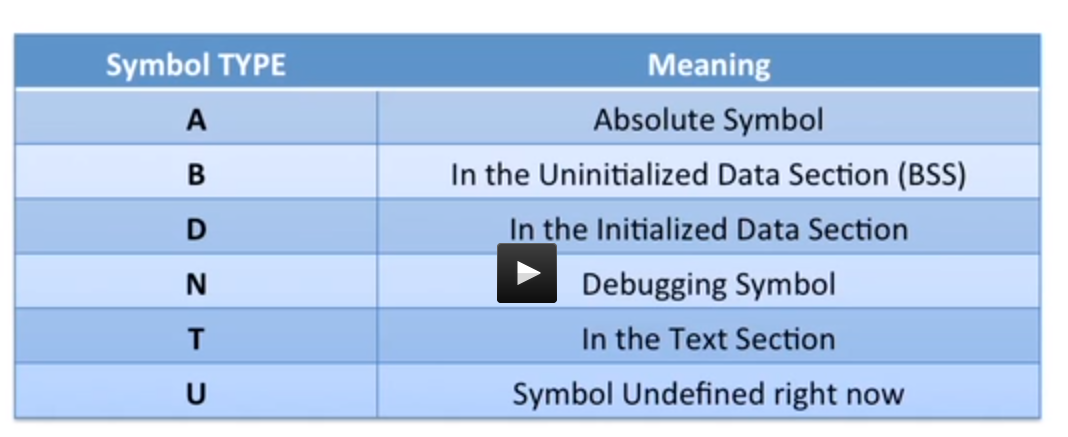 Symbol TYPE Meaning
A Absolute Symbol
B In the Uninitialized Data Section (BSS)
D In the Initialized Data Section
N Debugging Symbol
T In the Text Section
U Symbol Undefined right now